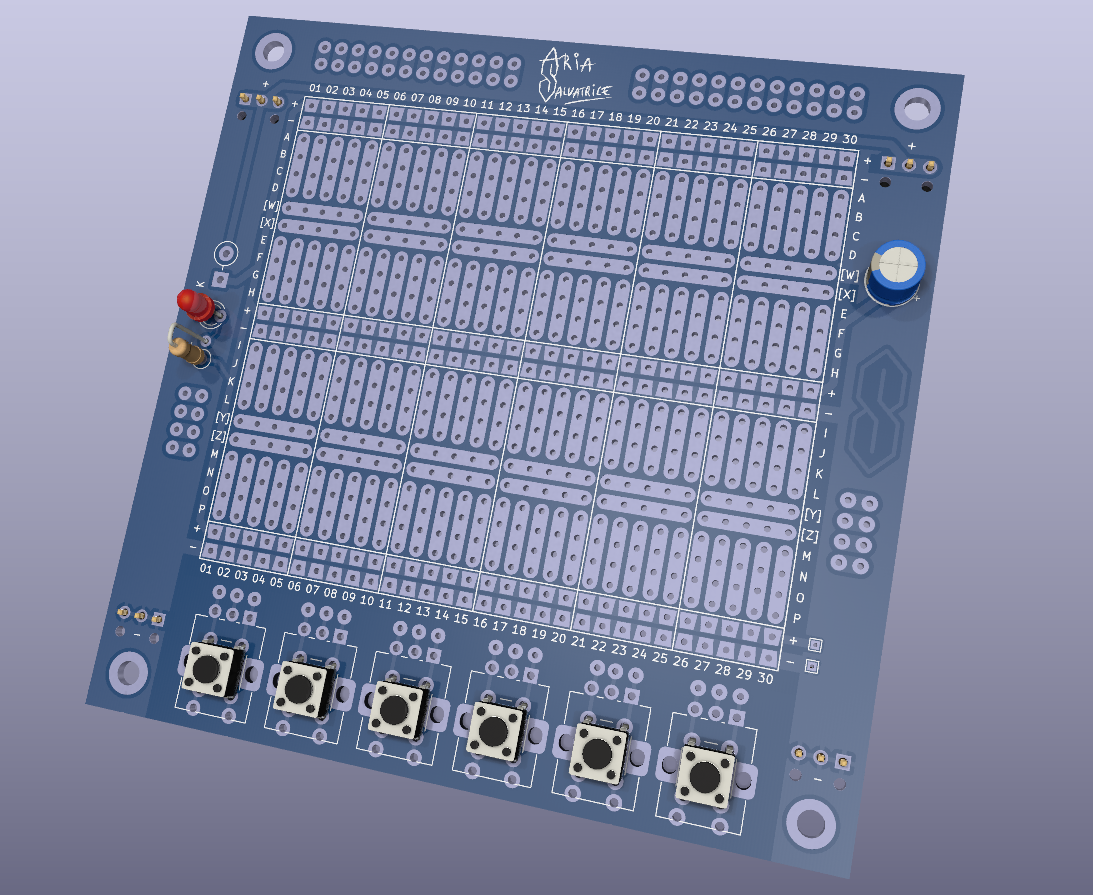 ARIA
SALVATRICE
+
01 02 03 04 05 06 07 08 09 10 11 12 13 14 15 16 17 18 19 20 21 22 23 24 25 26 27 28 29 30
+
+ +
- -
A A
B B
C C
D D
[W] [W]
[X] [X]
E E
F F
G G
H H
+ +
- -
I I
J J
K K
L L
[Y] [Y]
[Z] [Z]
M M
N N
O O
P P
+ +
- -
K
+
01 02 03 04 05 06 07 08 09 10 11 12 13 14 15 16 17 18 19 20 21 22 23 24 25 26 27 28 29 30
- -